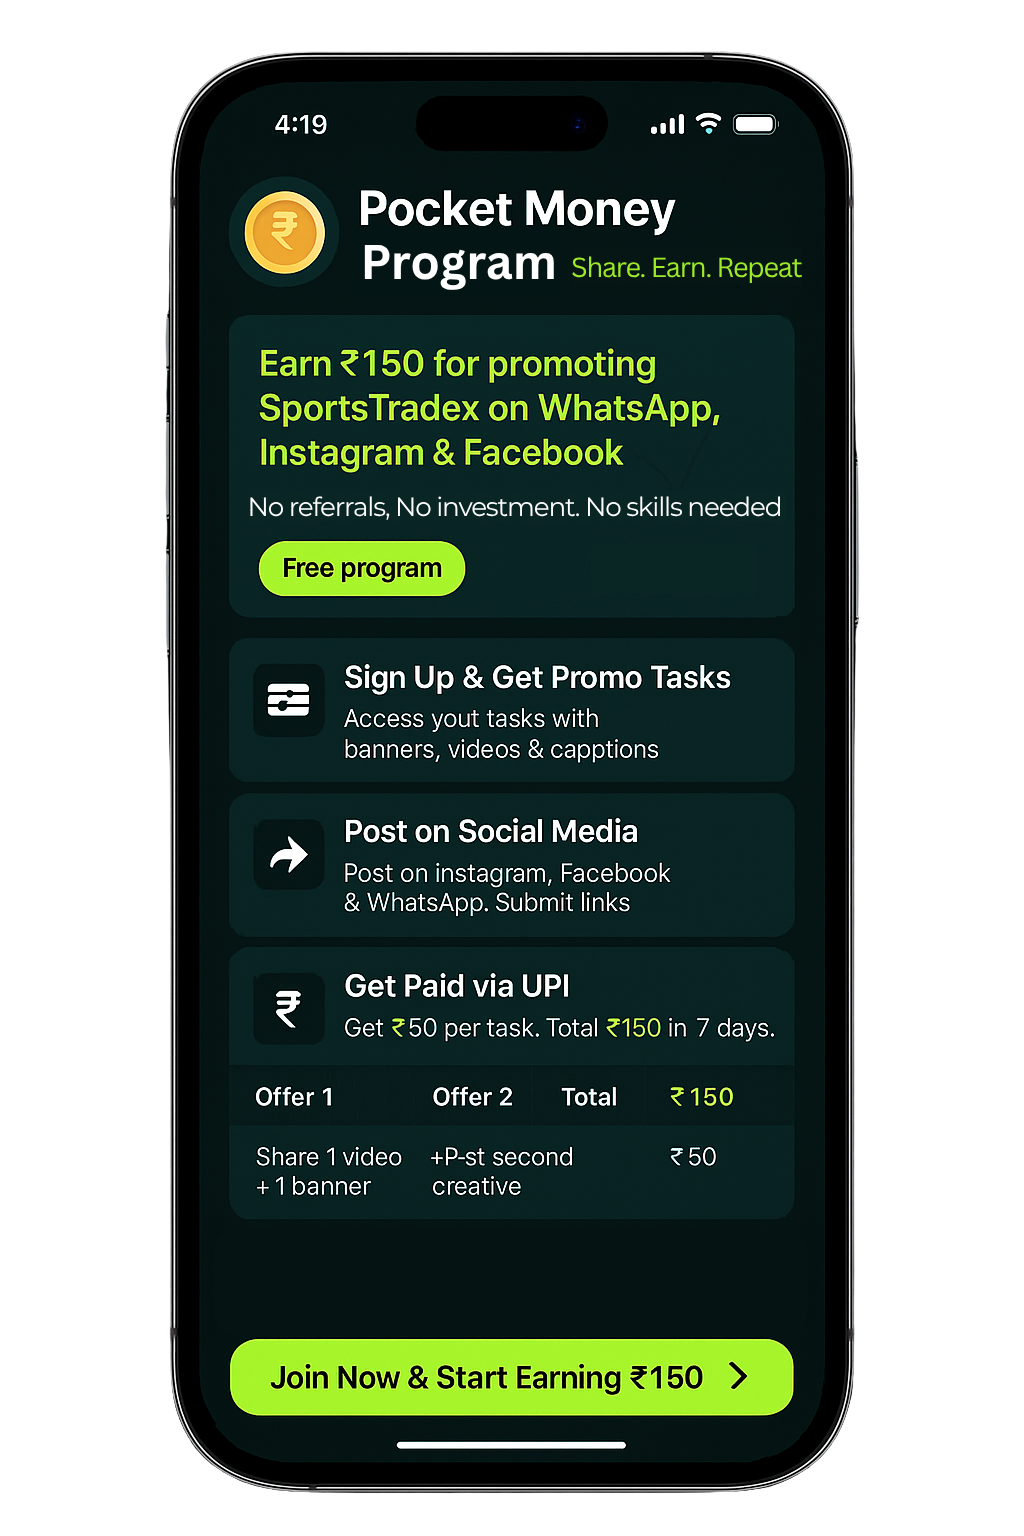 4:19
Pocket Money
Program Share. Earn. Repeat
Earn ₹150 for promoting
SportsTradex on WhatsApp,
Instagram & Facebook
No referrals, No investment. No skills needed
Free program
Sign Up & Get Promo Tasks
Access yout tasks with
banners, videos & capptions
Post on Social Media
Post on instagram, Facebook
& WhatsApp. Submit links
₹
Get Paid via UPI
Get ₹50 per task. Total ₹150 in 7 days.
Offer 1 Offer 2 Total ₹150
Share 1 video +P-st second ₹50
+ 1 banner creative
Join Now & Start Earning ₹150